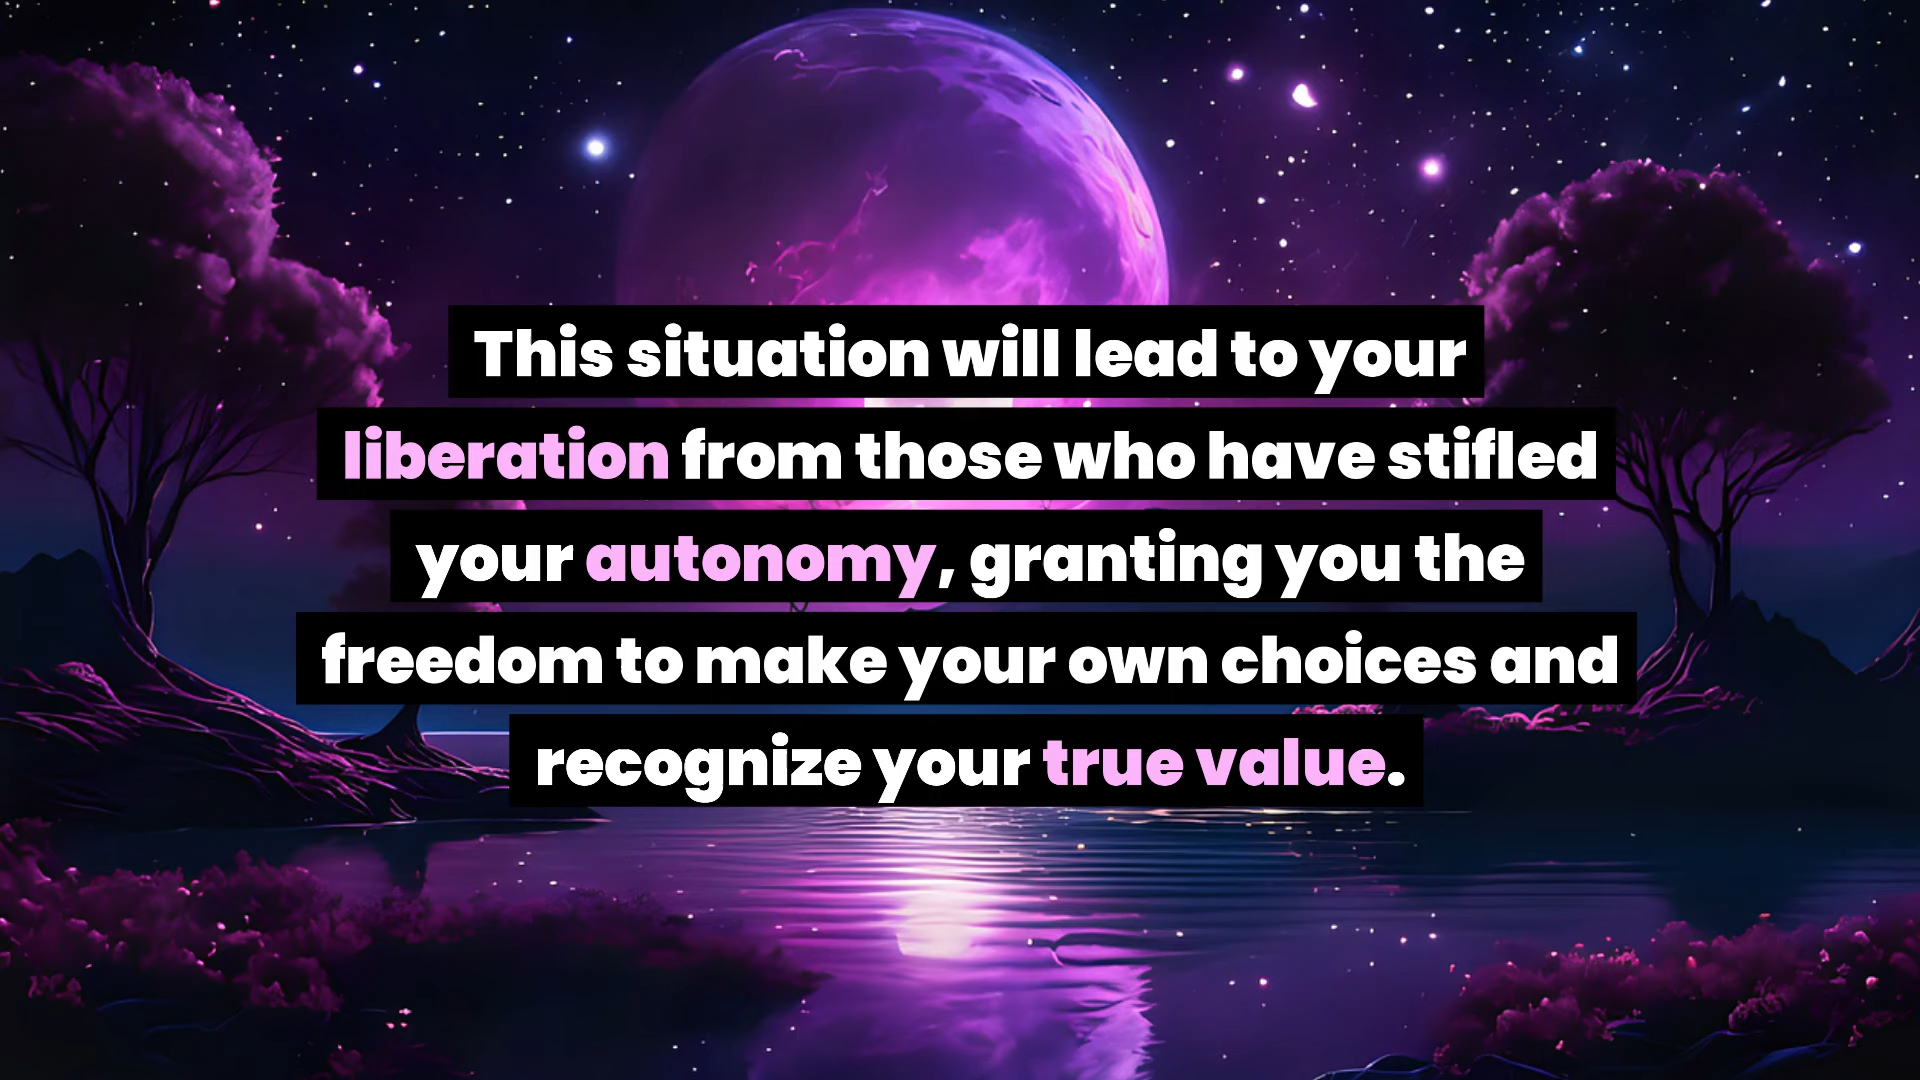 This situation will lead to your
liberation from those who have stifled
your autonomy, granting you the
freedom to make your own choices and
recognize your true value.